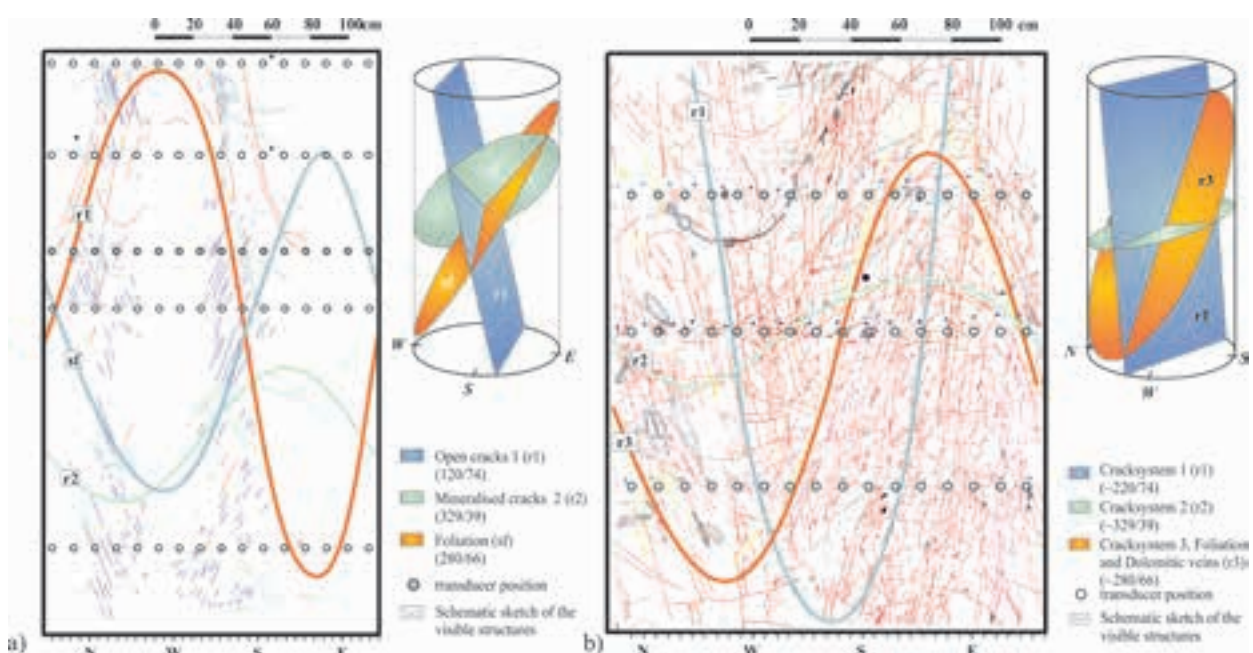 0 20 40 60 80 100cm
r1
sf
r2
W
E
S
Open cracks 1 (r1)
(120/74)
Mineralised cracks 2 (r2)
(329/39)
Foliation (sf)
(280/66)
transducer position
Schematic sketch of the
visible structures
a)
N W S E
0 20 40 60 80 100 cm
r1
r2
r3
r3
r1
N
W
Cracksystem 1 (r1)
(~220/74)
Cracksystem 2 (r2)
(~329/39)
Cracksystem 3, Foliation
and Dolomitic veins (r3)
(~280/66)
transducer position
Schematic sketch of the
visible structures
b)
N W S E